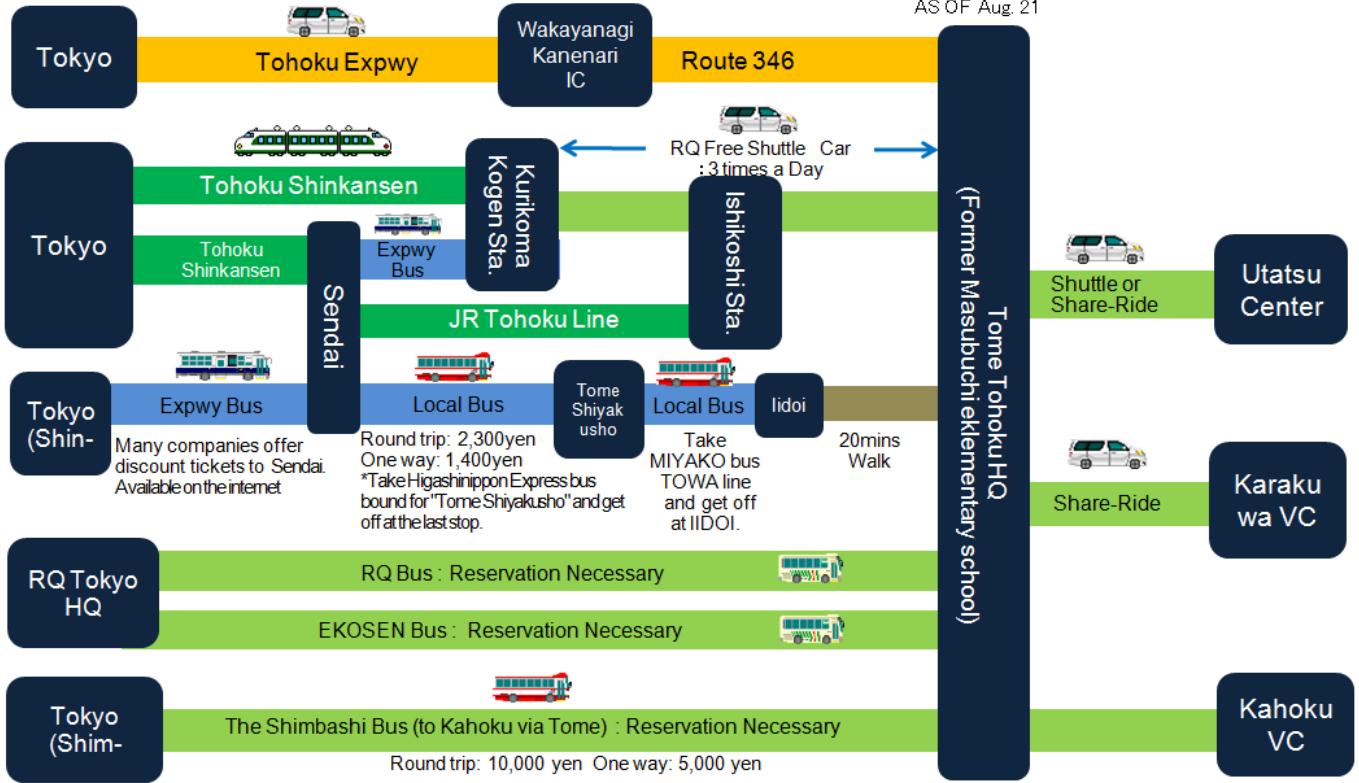 AS OF Aug. 21
Tokyo
Tohoku Expwy
Wakayanagi
Kanenari
IC
Route 346
Tokyo
Tohoku Shinkansen
Kurikoma
Kogen Sta.
RQ Free Shuttle Car
: 3 times a Day
Tohoku
Shinkansen
Sendai
Expwy
Bus
JR Tohoku Line
Ishikoshi Sta.
Tokyo
(Shin-
Expwy Bus
Many companies offer
discount tickets to Sendai.
Available on the internet
Local Bus
Round trip: 2,300yen
One way: 1,400yen
*Take Higashinippon Express bus
bound for "Tome Shiyakusho" and get
off at the last stop.
Tome
Shiyak
usho
Local Bus
Take
MIYAKO bus
TOWA line
and get off
at IIDOI.
Iidoi
20mins
Walk
RQ Tokyo
HQ
RQ Bus : Reservation Necessary
EKOSEN Bus : Reservation Necessary
Tokyo
(Shim-
The Shimbashi Bus (to Kahoku via Tome) : Reservation Necessary
Round trip: 10,000 yen One way: 5,000 yen
Tome Tohoku HQ
(Former Masubuchi eklementary school)
Shuttle or
Share-Ride
Utatsu
Center
Share-Ride
Karaku
wa VC
Kahoku
VC